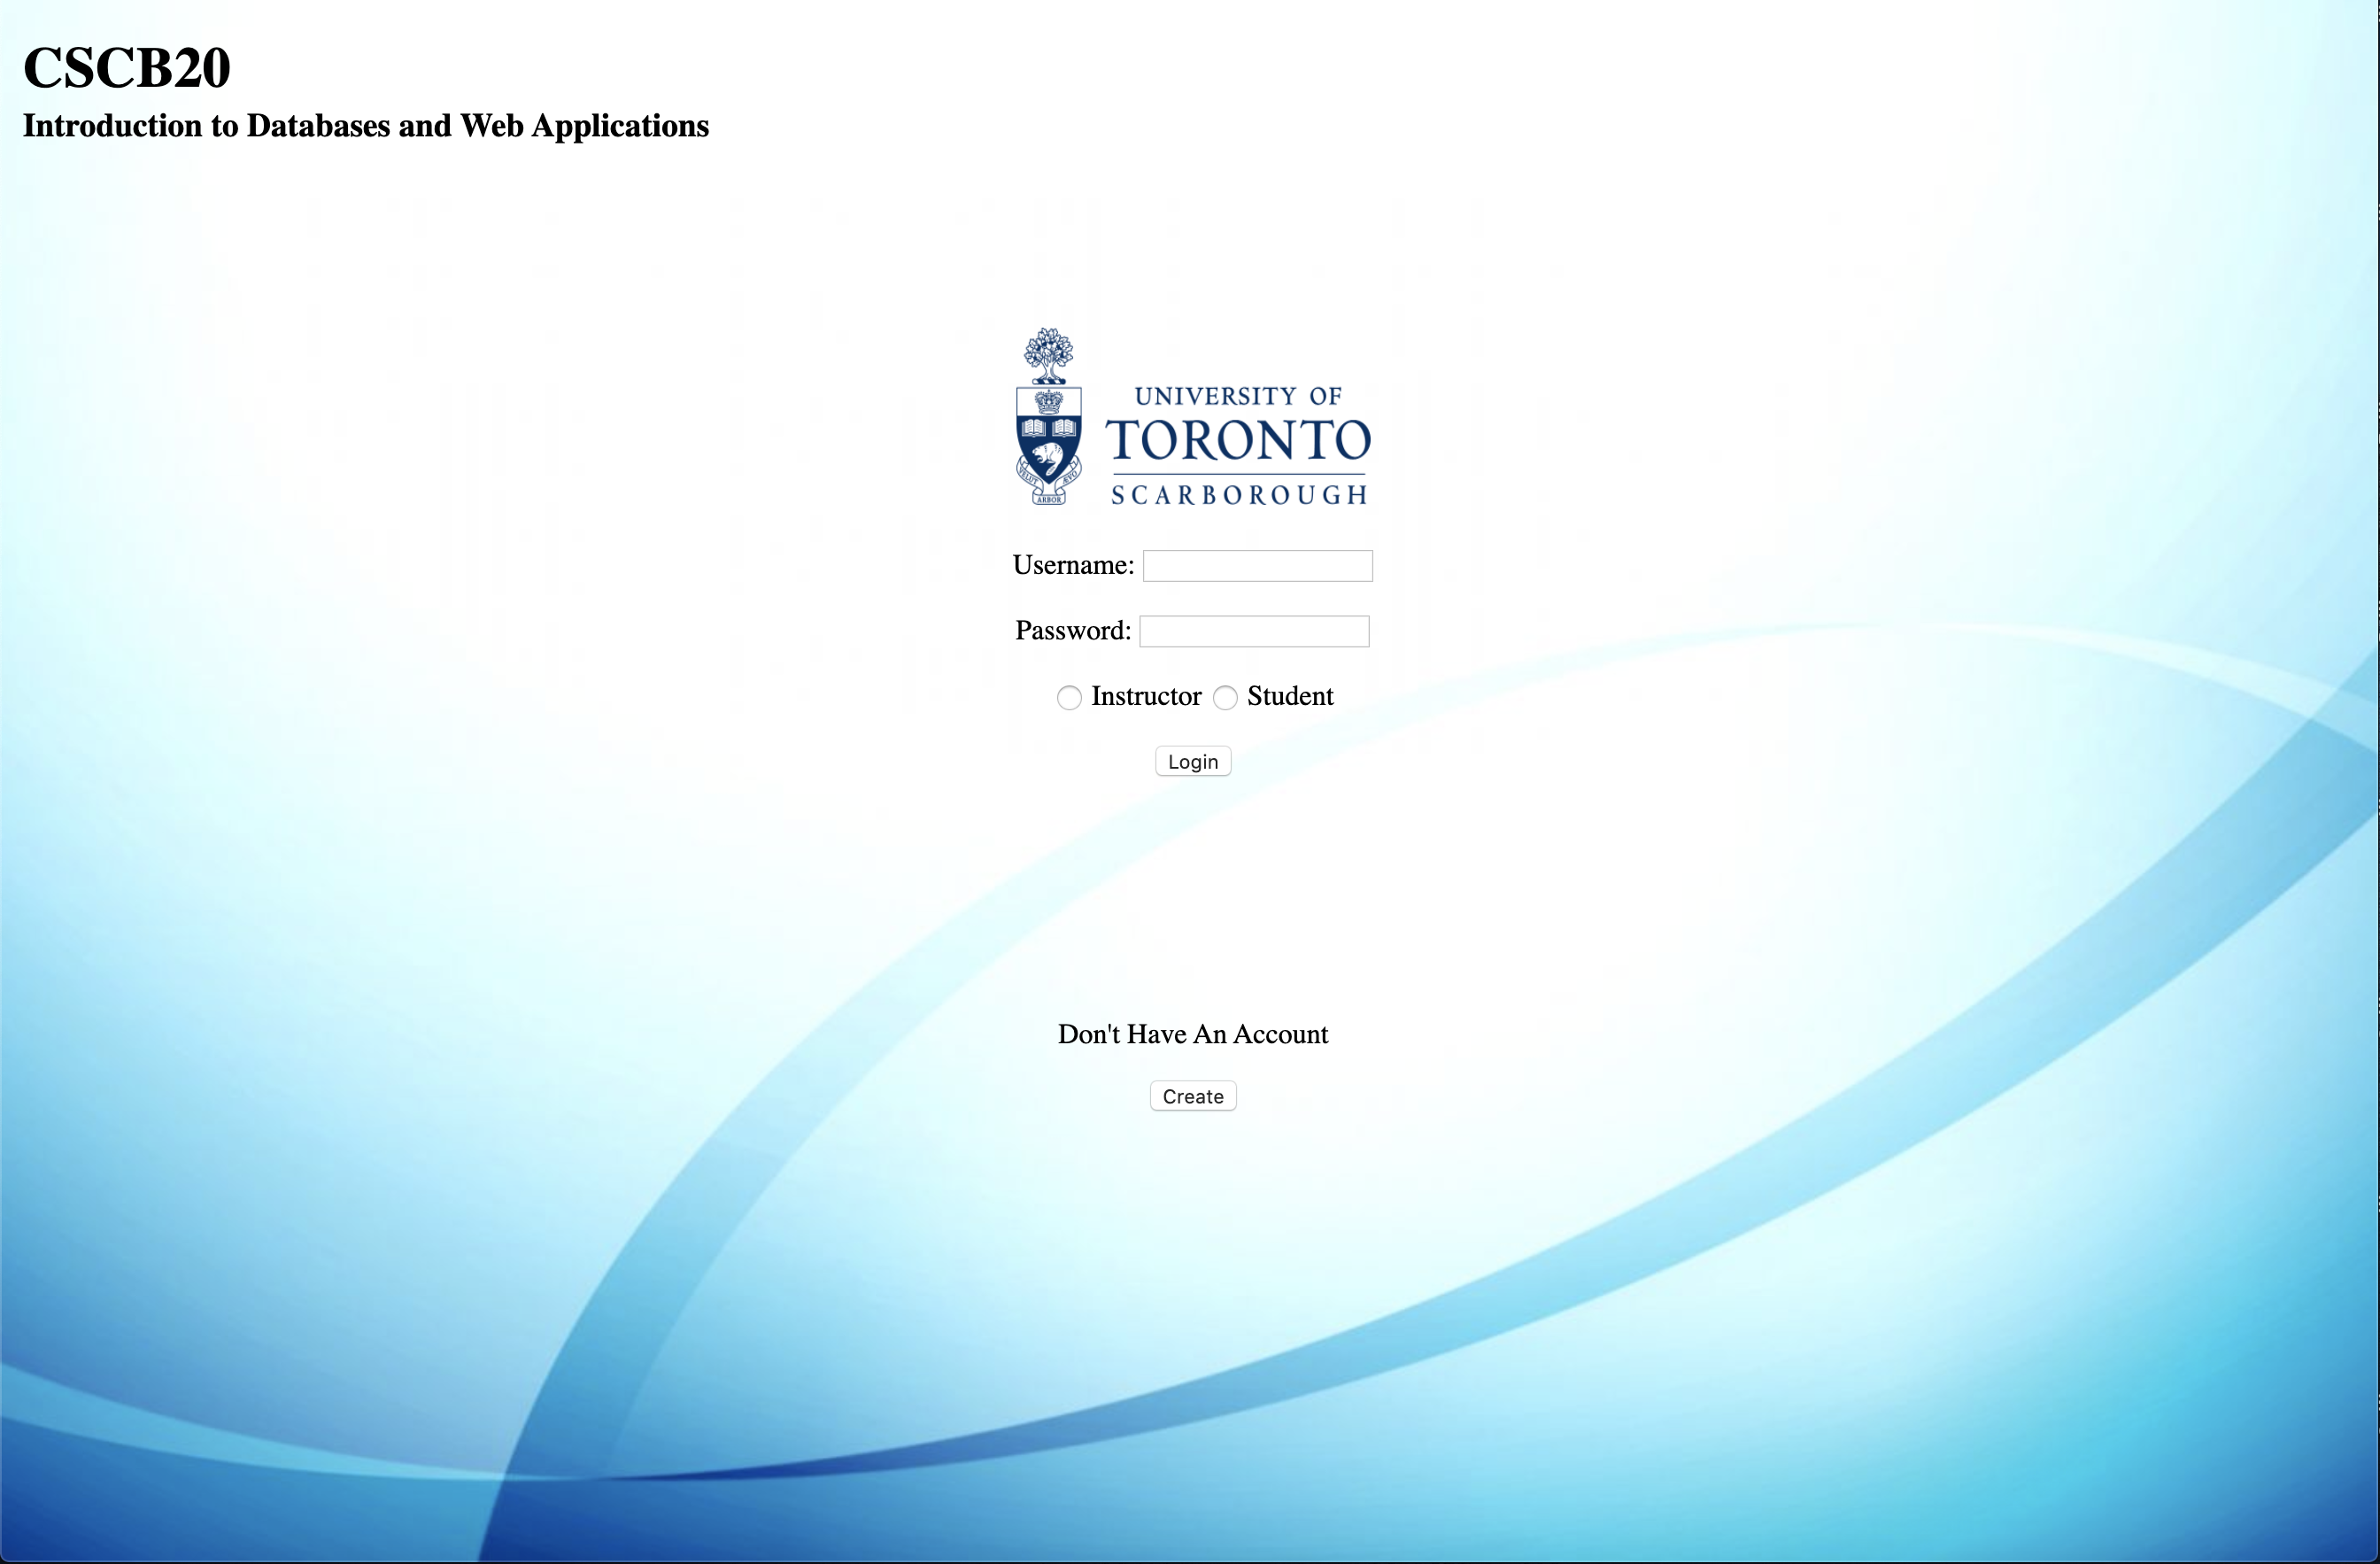 CSCB20
Introduction to Databases and Web Applications
UNIVERSITY OF
TORONTO
SCARBOROUGH
VELUT ARBOR ÆVO
Username:
Password:
Instructor Student
Login
Don't Have An Account
Create